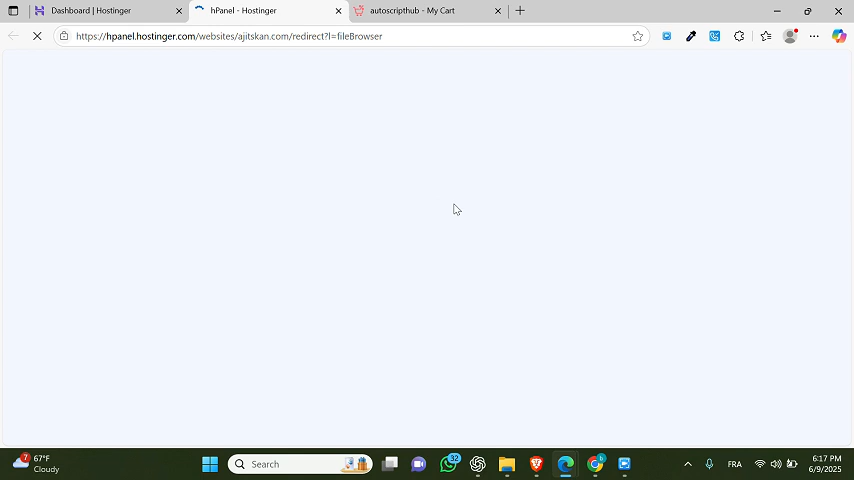 Dashboard | Hostinger
hPanel - Hostinger
autoscripthub - My Cart
https://hpanel.hostinger.com/websites/ajitskan.com/redirect?l=fileBrowser
7
67°F
Cloudy
Search
32
b
FRA
6:17 PM
6/9/2025